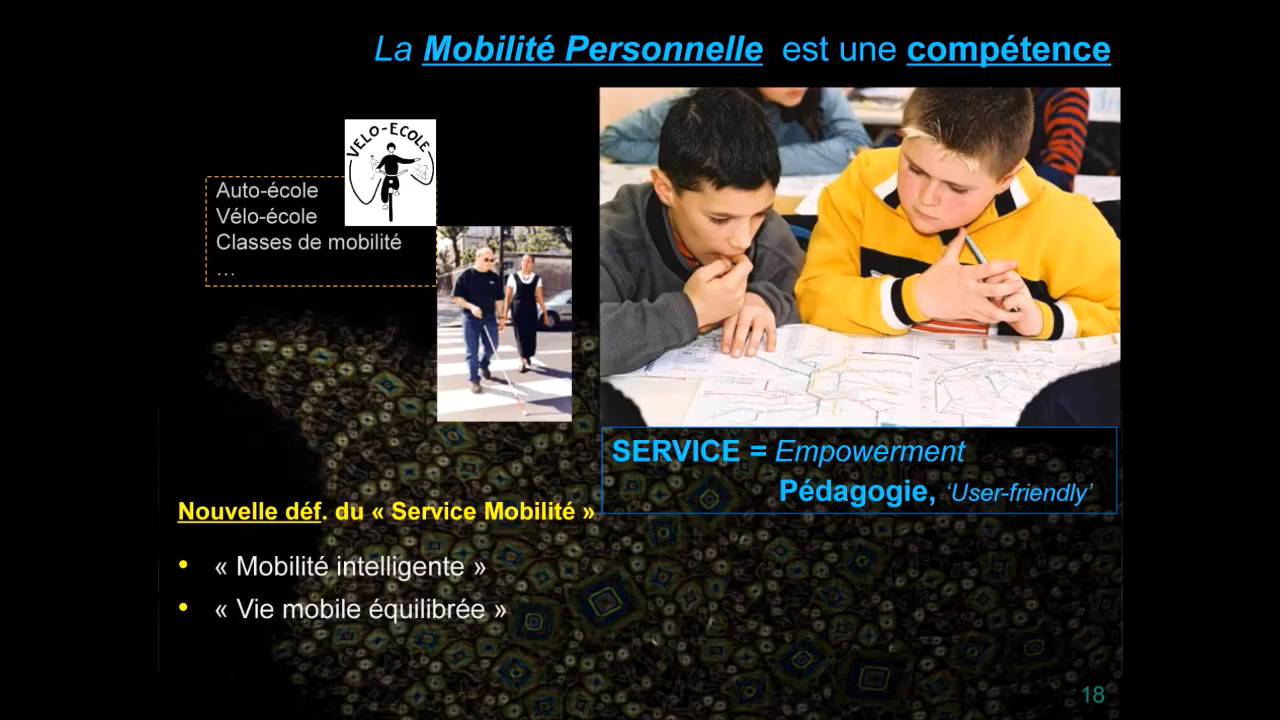 La Mobilité Personnelle est une compétence
VELO-ECOLE
Auto-école
Vélo-école
Classes de mobilité
...
SERVICE = Empowerment
Pédagogie, ‘User-friendly’
Nouvelle déf. du « Service Mobilité »
• « Mobilité intelligente »
• « Vie mobile équilibrée »
18